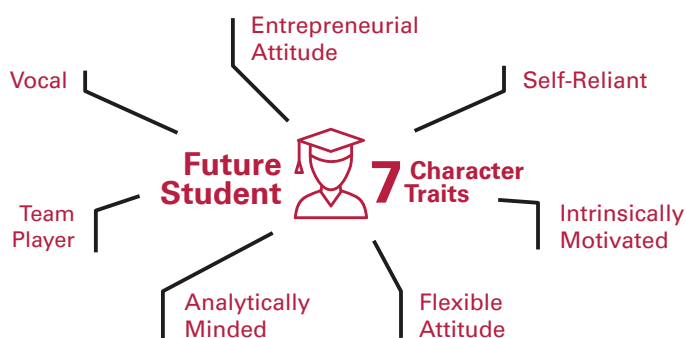 Entrepreneurial
Attitude
Vocal
Self-Reliant
Future
Student
7 Character
Traits
Team
Player
Intrinsically
Motivated
Analytically
Minded
Flexible
Attitude